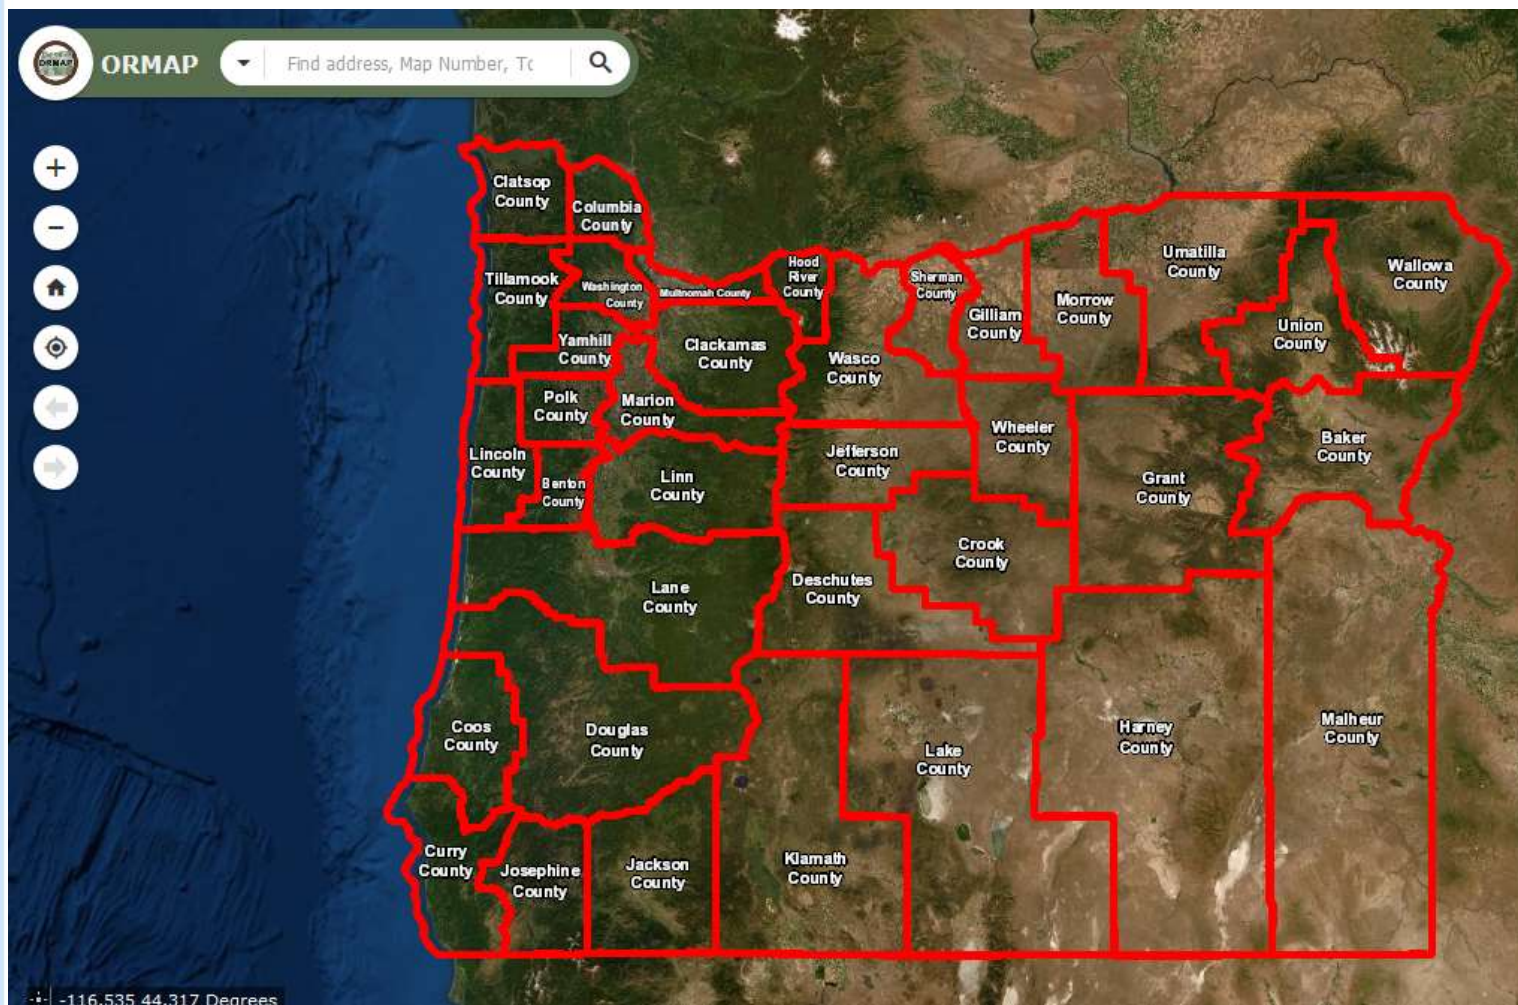 ORMAP
ORMAP
Find address, Map Number, Tc
+
−
Clatsop
County
Columbia
County
Tillamook
County
Washington
County
Multnomah County
Hood
River
County
Sherman
County
Gilliam
County
Morrow
County
Umatilla
County
Union
County
Wallowa
County
Yamhill
County
Clackamas
County
Wasco
County
Polk
County
Marion
County
Wheeler
County
Baker
County
Lincoln
County
Benton
County
Linn
County
Jefferson
County
Grant
County
Crook
County
Lane
County
Deschutes
County
Coos
County
Douglas
County
Lake
County
Harney
County
Malheur
County
Curry
County
Josephine
County
Jackson
County
Klamath
County
-116.535 44.317 Degrees